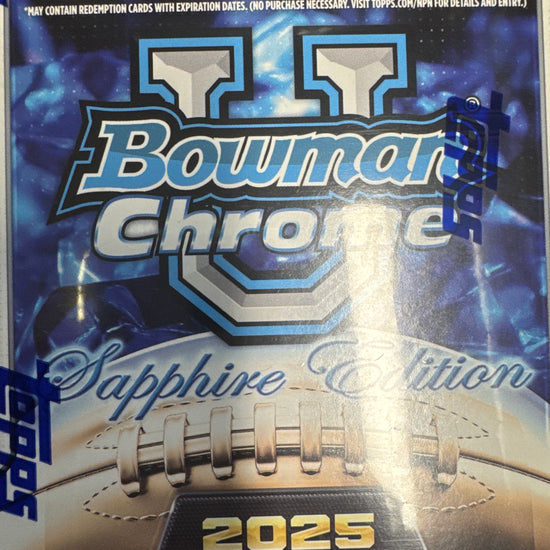 *MAY CONTAIN REDEMPTION CARDS WITH EXPIRATION DATES. (NO PURCHASE NECESSARY. VISIT TOPPS.COM/NPN FOR DETAILS AND ENTRY.)
U
Bowman
Chrome
topps®
Sapphire Edition
topps
2025